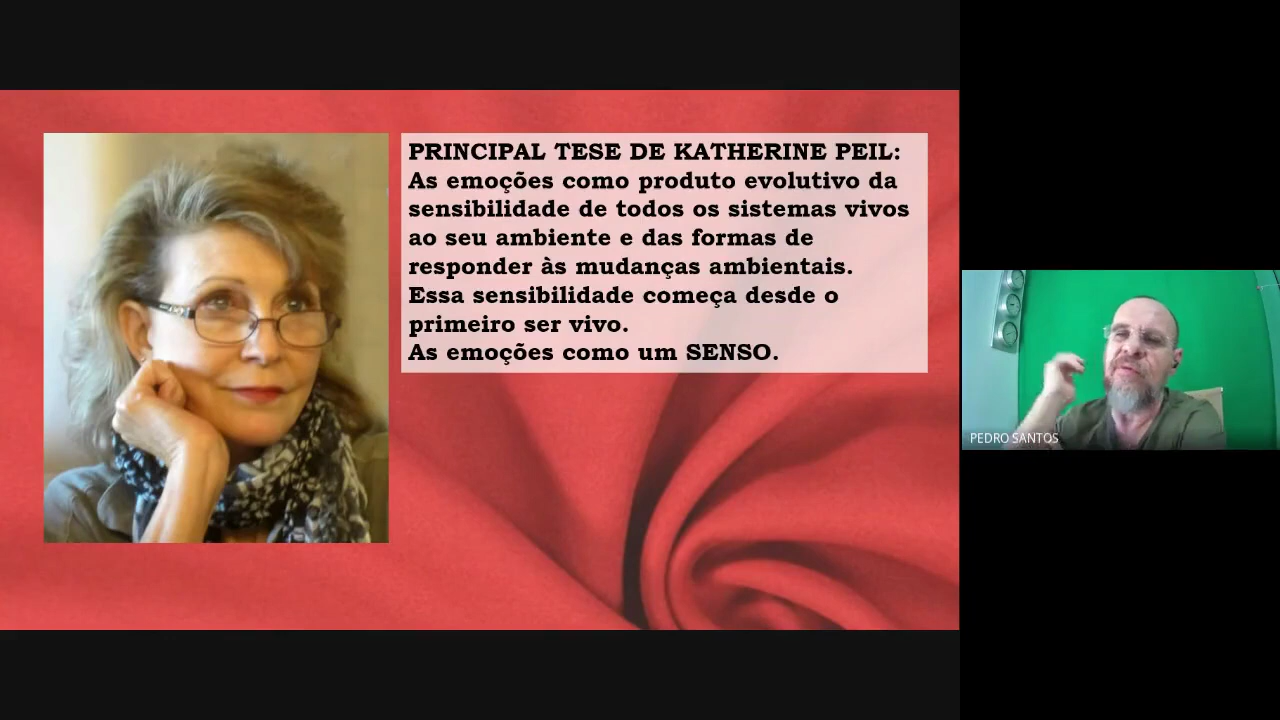 PRINCIPAL TESE DE KATHERINE PEIL:
As emoções como produto evolutivo da
sensibilidade de todos os sistemas vivos
ao seu ambiente e das formas de
responder às mudanças ambientais.
Essa sensibilidade começa desde o
primeiro ser vivo.
As emoções como um SENSO.
PEDRO SANTOS